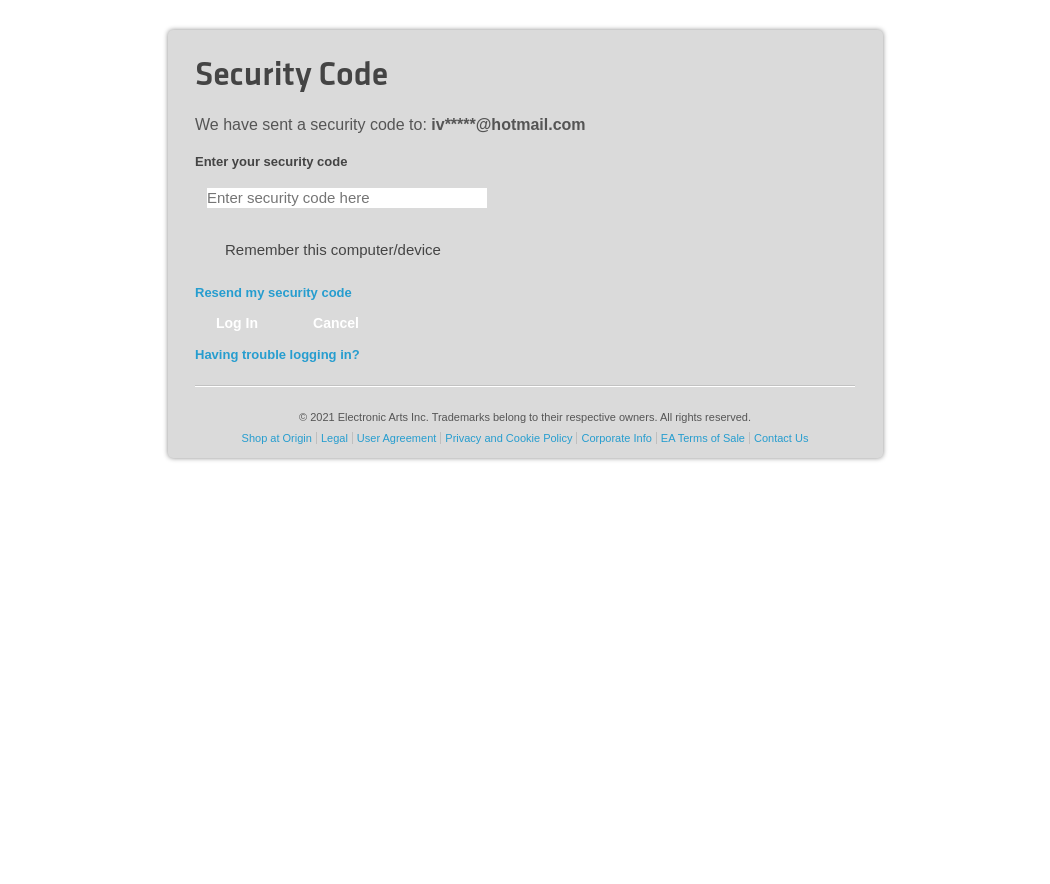 Security Code
We have sent a security code to: iv*****@hotmail.com
Enter your security code
Enter security code here
Remember this computer/device
Resend my security code
Log In Cancel
Having trouble logging in?
© 2021 Electronic Arts Inc. Trademarks belong to their respective owners. All rights reserved.
Shop at Origin | Legal | User Agreement | Privacy and Cookie Policy | Corporate Info | EA Terms of Sale | Contact Us